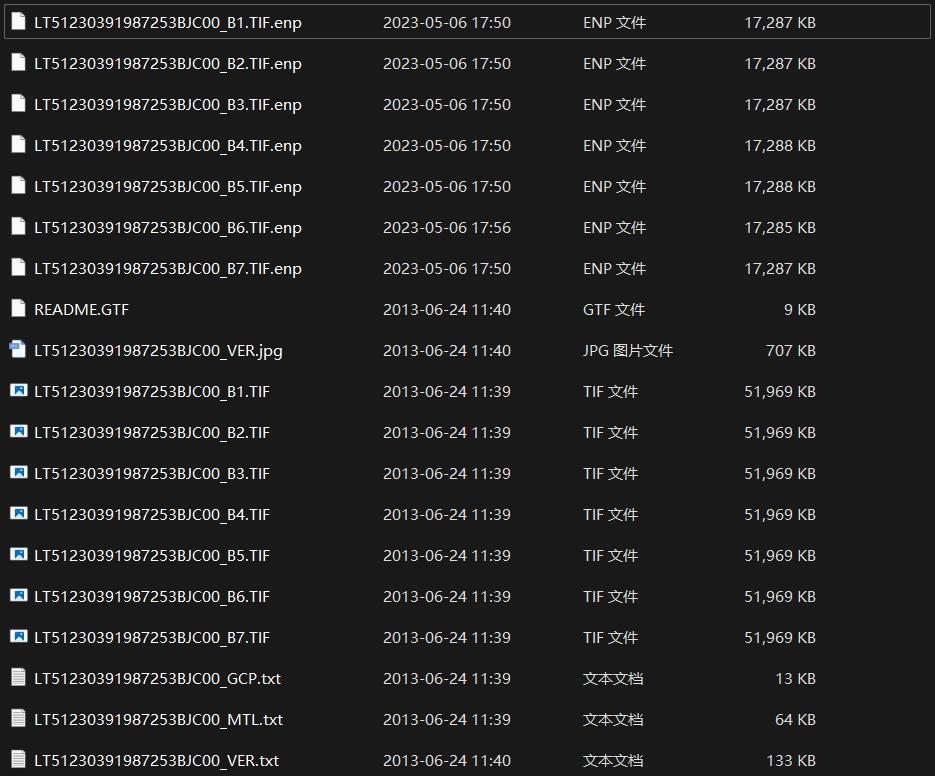 LT51230391987253BJC00_B1.TIF.enp 2023-05-06 17:50 ENP 文件 17,287 KB
LT51230391987253BJC00_B2.TIF.enp 2023-05-06 17:50 ENP 文件 17,287 KB
LT51230391987253BJC00_B3.TIF.enp 2023-05-06 17:50 ENP 文件 17,287 KB
LT51230391987253BJC00_B4.TIF.enp 2023-05-06 17:50 ENP 文件 17,288 KB
LT51230391987253BJC00_B5.TIF.enp 2023-05-06 17:50 ENP 文件 17,288 KB
LT51230391987253BJC00_B6.TIF.enp 2023-05-06 17:56 ENP 文件 17,285 KB
LT51230391987253BJC00_B7.TIF.enp 2023-05-06 17:50 ENP 文件 17,287 KB
README.GTF 2013-06-24 11:40 GTF 文件 9 KB
LT51230391987253BJC00_VER.jpg 2013-06-24 11:40 JPG 图片文件 707 KB
LT51230391987253BJC00_B1.TIF 2013-06-24 11:39 TIF 文件 51,969 KB
LT51230391987253BJC00_B2.TIF 2013-06-24 11:39 TIF 文件 51,969 KB
LT51230391987253BJC00_B3.TIF 2013-06-24 11:39 TIF 文件 51,969 KB
LT51230391987253BJC00_B4.TIF 2013-06-24 11:39 TIF 文件 51,969 KB
LT51230391987253BJC00_B5.TIF 2013-06-24 11:39 TIF 文件 51,969 KB
LT51230391987253BJC00_B6.TIF 2013-06-24 11:39 TIF 文件 51,969 KB
LT51230391987253BJC00_B7.TIF 2013-06-24 11:39 TIF 文件 51,969 KB
LT51230391987253BJC00_GCP.txt 2013-06-24 11:39 文本文档 13 KB
LT51230391987253BJC00_MTL.txt 2013-06-24 11:39 文本文档 64 KB
LT51230391987253BJC00_VER.txt 2013-06-24 11:40 文本文档 133 KB